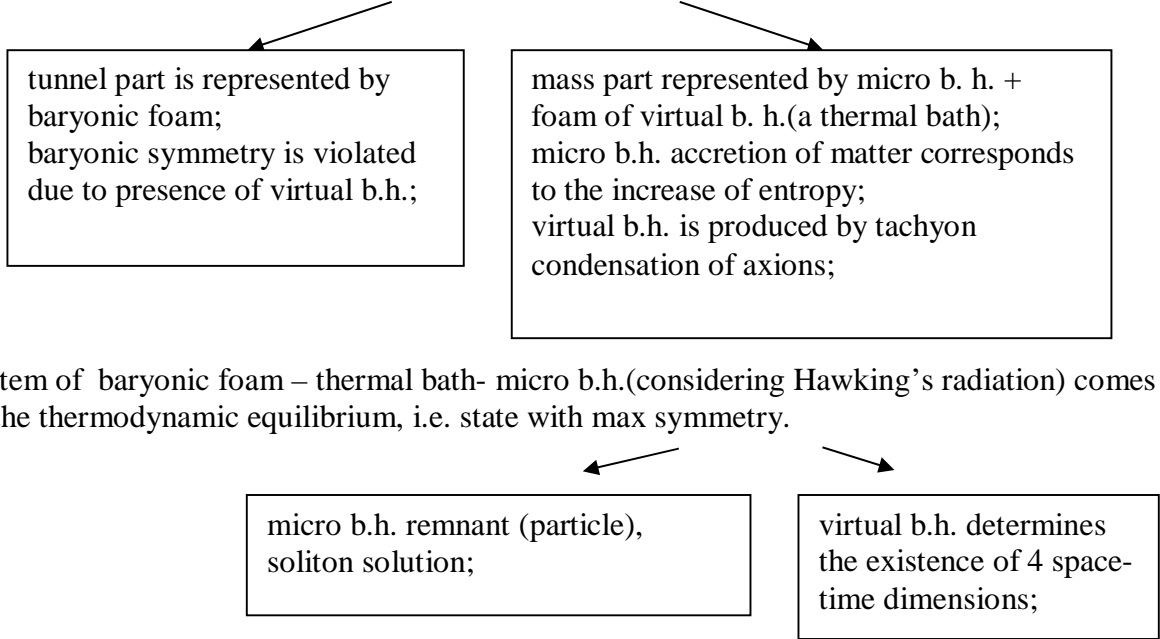 tunnel part is represented by
baryonic foam;
baryonic symmetry is violated
due to presence of virtual b.h.;
mass part represented by micro b. h. +
foam of virtual b. h.(a thermal bath);
micro b.h. accretion of matter corresponds
to the increase of entropy;
virtual b.h. is produced by tachyon
condensation of axions;
tem of baryonic foam – thermal bath- micro b.h.(considering Hawking’s radiation) comes
he thermodynamic equilibrium, i.e. state with max symmetry.
micro b.h. remnant (particle),
soliton solution;
virtual b.h. determines
the existence of 4 space-
time dimensions;